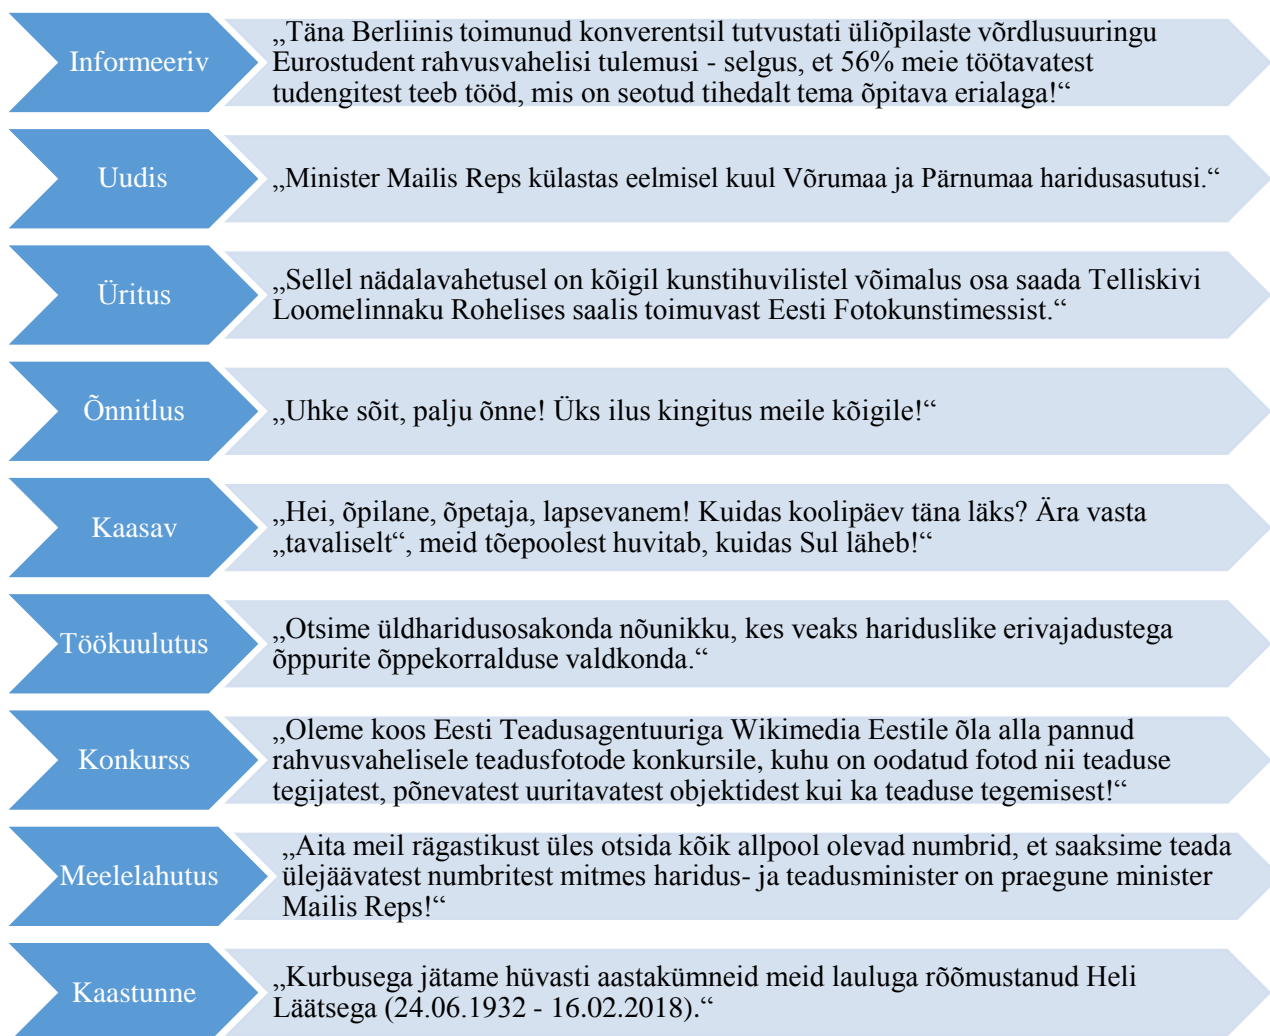 Informeeriv
„Täna Berliinis toimunud konverentsil tutvustati üliõpilaste võrdlusuuringu
Eurostudent rahvusvahelisi tulemusi - selgus, et 56% meie töötavatest
tudengitest teeb tööd, mis on seotud tihedalt tema õpitava erialaga!“
Uudis
„Minister Mailis Reps külastas eelmisel kuul Võrumaa ja Pärnumaa haridusasutusi.“
Üritus
„Sellel nädalavahetusel on kõigil kunstihuvilistel võimalus osa saada Telliskivi
Loomelinnaku Rohelises saalis toimuvast Eesti Fotokunstimessist.“
Õnnitlus
„Uhke sõit, palju õnne! Üks ilus kingitus meile kõigile!“
Kaasav
„Hei, õpilane, õpetaja, lapsevanem! Kuidas koolipäev täna läks? Ära vasta
„tavaliselt“, meid tõepoolest huvitab, kuidas Sul läheb!“
Töökuulutus
„Otsime üldharidusosakonda nõunikku, kes veaks hariduslike erivajadustega
õppurite õppekorralduse valdkonda.“
Konkurss
„Oleme koos Eesti Teadusagentuuriga Wikimedia Eestile õla alla pannud
rahvusvahelisele teadusfotode konkursile, kuhu on oodatud fotod nii teaduse
tegijatest, põnevatest uuritavatest objektidest kui ka teaduse tegemisest!“
Meelelahutus
„Aita meil rägastikust üles otsida kõik allpool olevad numbrid, et saaksime teada
ülejäävatest numbritest mitmes haridus- ja teadusminister on praegune minister
Mailis Reps!“
Kaastunne
„Kurbusega jätame hüvasti aastakümneid meid lauluga rõõmustanud Heli
Läätsega (24.06.1932 - 16.02.2018).“